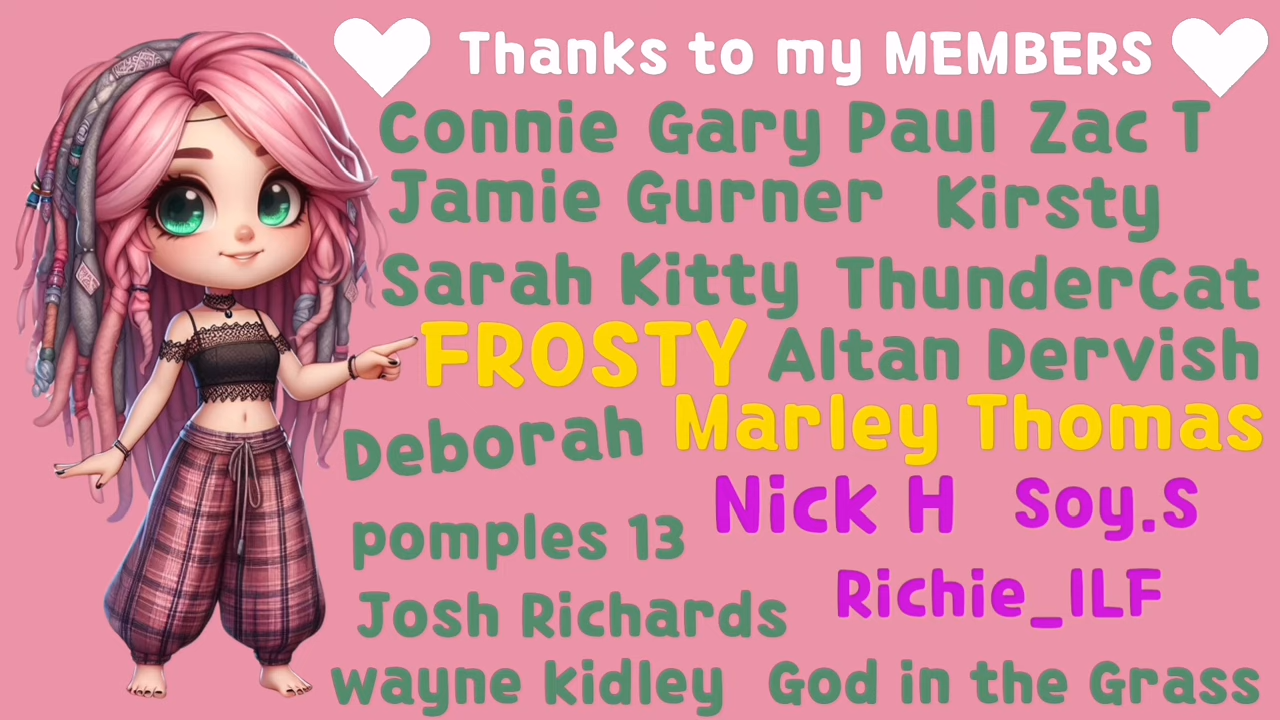 Thanks to my MEMBERS
Connie Gary Paul Zac T
Jamie Gurner Kirsty
Sarah Kitty ThunderCat
FROSTY Altan Dervish
Deborah Marley Thomas
Nick H Soy.S
pomples 13
Richie_ILF
Josh Richards
wayne Kidley God in the Grass